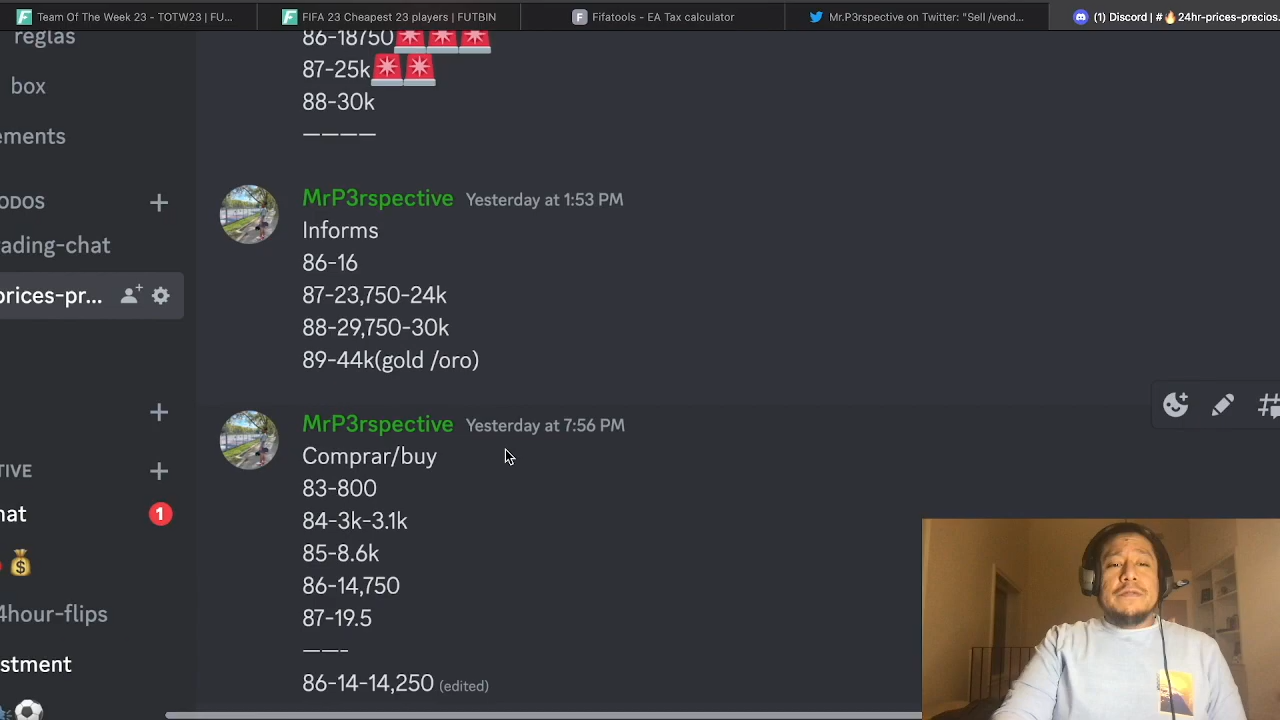 Team Of The Week 23 - TOTW23 | FU...
FIFA 23 Cheapest 23 players | FUTBIN
Fifatools - EA Tax calculator
Mr.P3rspective on Twitter: "Sell /vend...
(1) Discord | #🔥24hr-prices-precios...
reglas
box
ements
ODOS
ading-chat
prices-pr...
TIVE
hat
1
4hour-flips
stment
86-18750🚨🚨🚨
87-25k🚨🚨
88-30k
————
MrP3rspective Yesterday at 1:53 PM
Informs
86-16
87-23,750-24k
88-29,750-30k
89-44k(gold /oro)
MrP3rspective Yesterday at 7:56 PM
Comprar/buy
83-800
84-3k-3.1k
85-8.6k
86-14,750
87-19.5
——-
86-14-14,250 (edited)